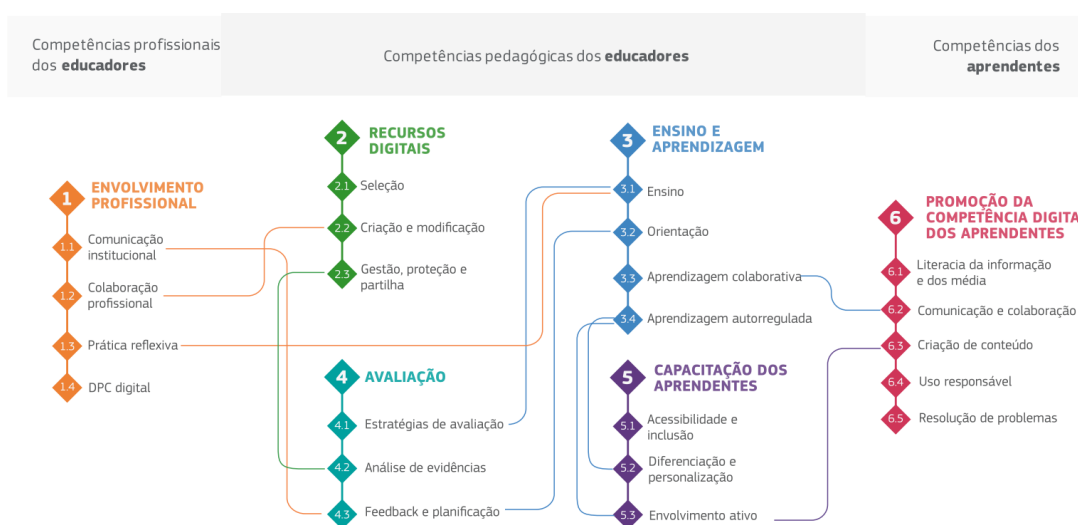 Competências profissionais
dos educadores
Competências pedagógicas dos educadores
Competências dos
aprendentes
1
ENVOLVIMENTO
PROFISSIONAL
1.1
Comunicação
institucional
1.2
Colaboração
profissional
1.3
Prática reflexiva
1.4
DPC digital
2
RECURSOS
DIGITAIS
2.1
Seleção
2.2
Criação e modificação
2.3
Gestão, proteção e
partilha
3
ENSINO E
APRENDIZAGEM
3.1
Ensino
3.2
Orientação
3.3
Aprendizagem colaborativa
3.4
Aprendizagem autorregulada
4
AVALIAÇÃO
4.1
Estratégias de avaliação
4.2
Análise de evidências
4.3
Feedback e planificação
5
CAPACITAÇÃO DOS
APRENDENTES
5.1
Acessibilidade e
inclusão
5.2
Diferenciação e
personalização
5.3
Envolvimento ativo
6
PROMOÇÃO DA
COMPETÊNCIA DIGITA
DOS APRENDENTES
6.1
Literacia da informação
e dos média
6.2
Comunicação e colaboração
6.3
Criação de conteúdo
6.4
Uso responsável
6.5
Resolução de problemas